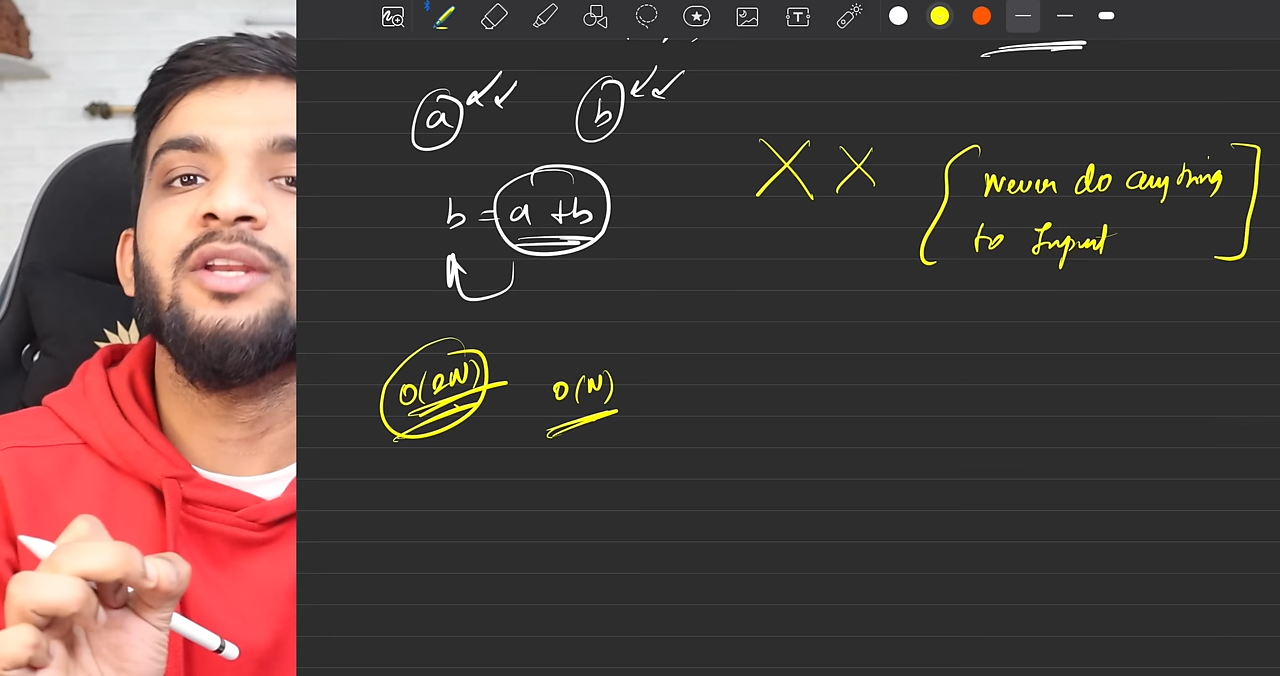 a b
b = a + b
X X
never do anything
to Input
O(2N) O(N)